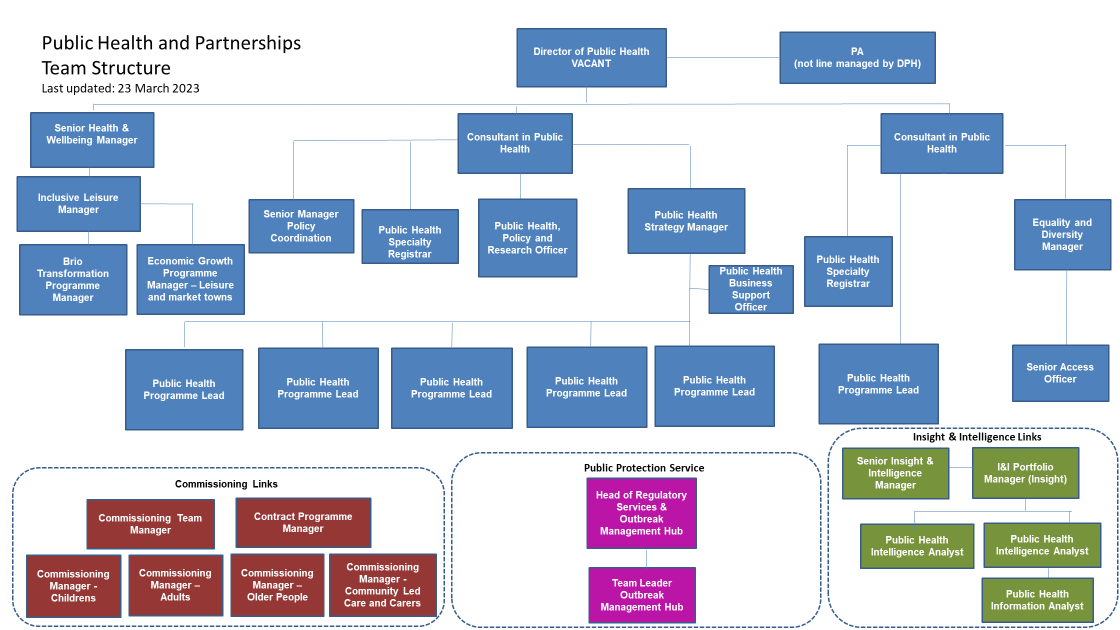 Public Health and Partnerships
Team Structure
Last updated: 23 March 2023
Director of Public Health
VACANT
PA
(not line managed by DPH)
Senior Health &
Wellbeing Manager
Consultant in Public
Health
Consultant in Public
Health
Inclusive Leisure
Manager
Senior Manager
Policy
Coordination
Public Health
Specialty
Registrar
Public Health,
Policy and
Research Officer
Public Health
Strategy Manager
Equality and
Diversity
Manager
Brio
Transformation
Programme
Manager
Economic Growth
Programme
Manager – Leisure
and market towns
Public Health
Business
Support
Officer
Public Health
Specialty
Registrar
Public Health
Programme Lead
Public Health
Programme Lead
Public Health
Programme Lead
Public Health
Programme Lead
Public Health
Programme Lead
Public Health
Programme Lead
Senior Access
Officer
Commissioning Links
Commissioning Team
Manager
Contract Programme
Manager
Commissioning
Manager -
Childrens
Commissioning
Manager –
Adults
Commissioning
Manager –
Older People
Commissioning
Manager -
Community Led
Care and Carers
Public Protection Service
Head of Regulatory
Services &
Outbreak
Management Hub
Team Leader
Outbreak
Management Hub
Insight & Intelligence Links
Senior Insight &
Intelligence
Manager
I&I Portfolio
Manager (Insight)
Public Health
Intelligence Analyst
Public Health
Intelligence Analyst
Public Health
Information Analyst